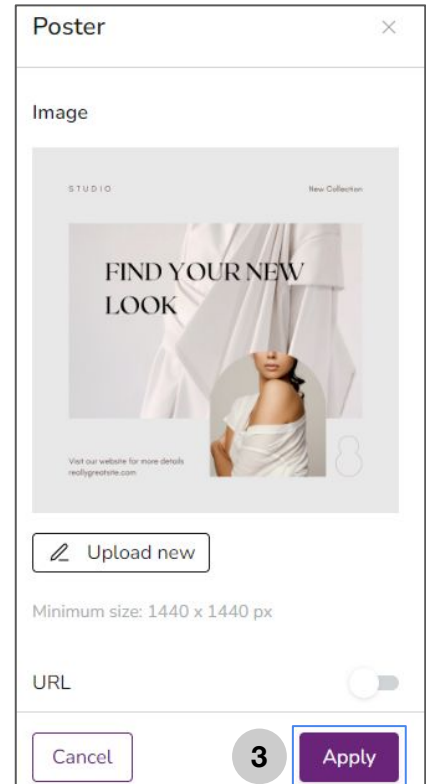 Poster
Image
STUDIO
New Collection
FIND YOUR NEW
LOOK
Visit our website for more details
reallygreatsite.com
8
Upload new
Minimum size: 1440 x 1440 px
URL
Cancel
3
Apply